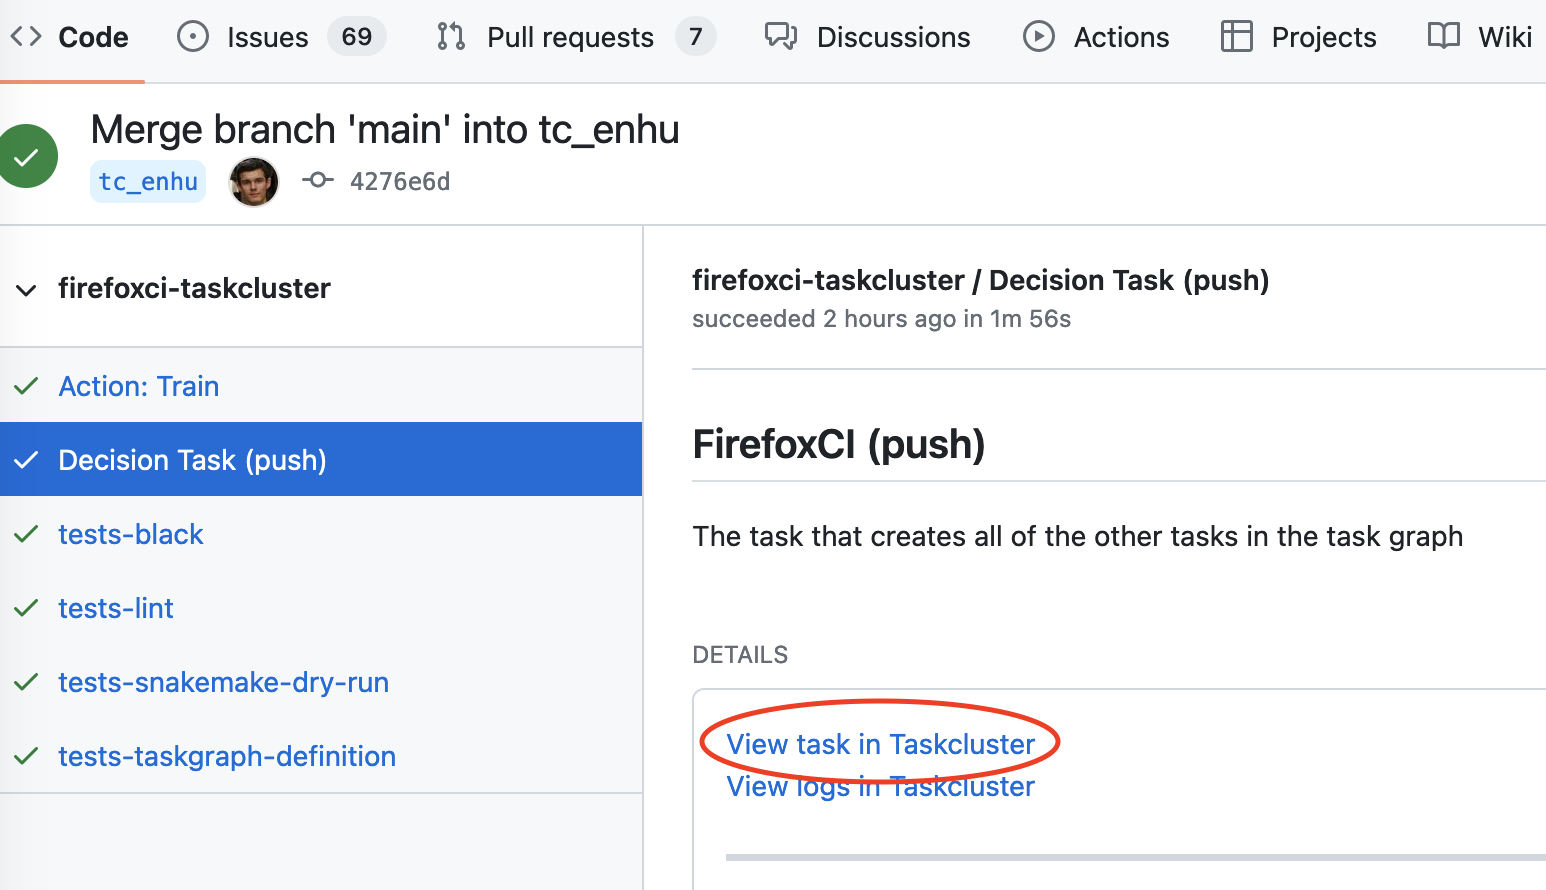 Code Issues 69 Pull requests 7 Discussions Actions Projects Wiki
Merge branch 'main' into tc_enhu
tc_enhu 4276e6d
firefoxci-taskcluster
Action: Train
Decision Task (push)
tests-black
tests-lint
tests-snakemake-dry-run
tests-taskgraph-definition
firefoxci-taskcluster / Decision Task (push)
succeeded 2 hours ago in 1m 56s
FirefoxCI (push)
The task that creates all of the other tasks in the task graph
DETAILS
View task in Taskcluster
View logs in Taskcluster